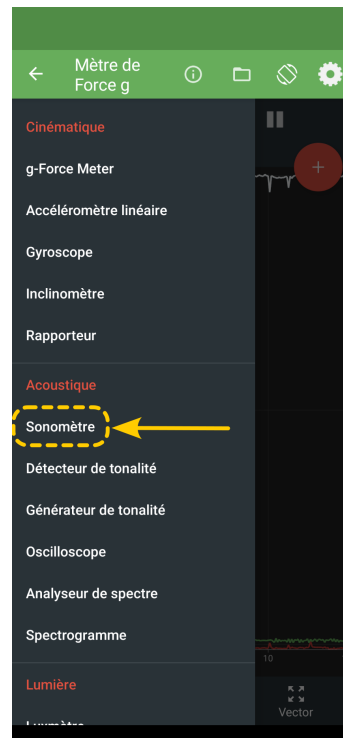 Mètre de
Force g
Cinématique
g-Force Meter
Accéléromètre linéaire
Gyroscope
Inclinomètre
Rapporteur
Acoustique
Sonomètre
Détecteur de tonalité
Générateur de tonalité
Oscilloscope
Analyseur de spectre
Spectrogramme
10
Lumière
Vector